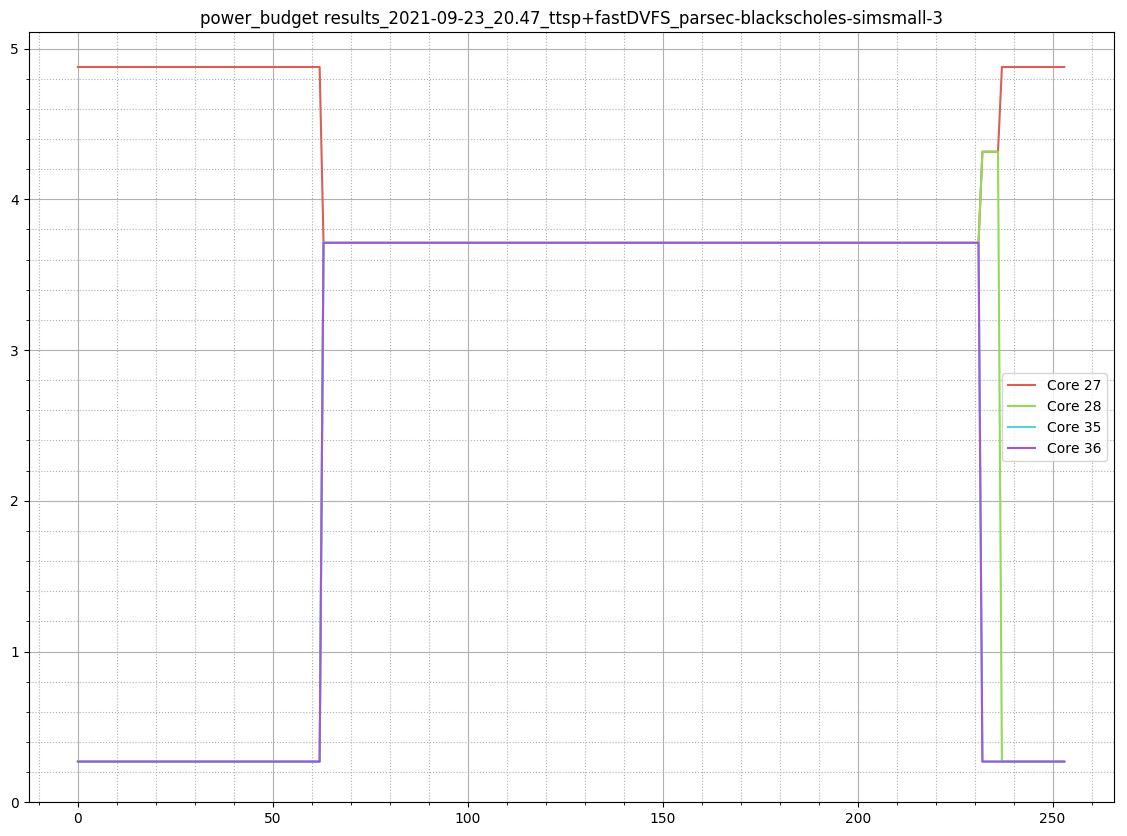 power_budget results_2021-09-23_20.47_ttsp+fastDVFS_parsec-blackscholes-simsmall-3
5
4
3
2
1
0
Core 27
Core 28
Core 35
Core 36
0 50 100 150 200 250